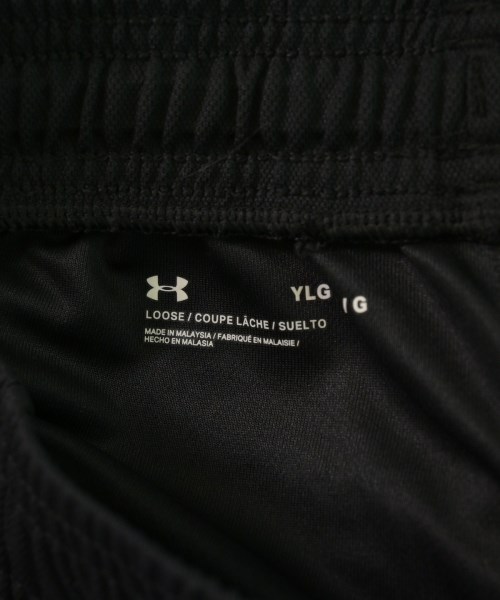 YLG
G
LOOSE / COUPE LÂCHE / SUELTO
MADE IN MALAYSIA / FABRIQUÉ EN MALAISIE /
HECHO EN MALASIA